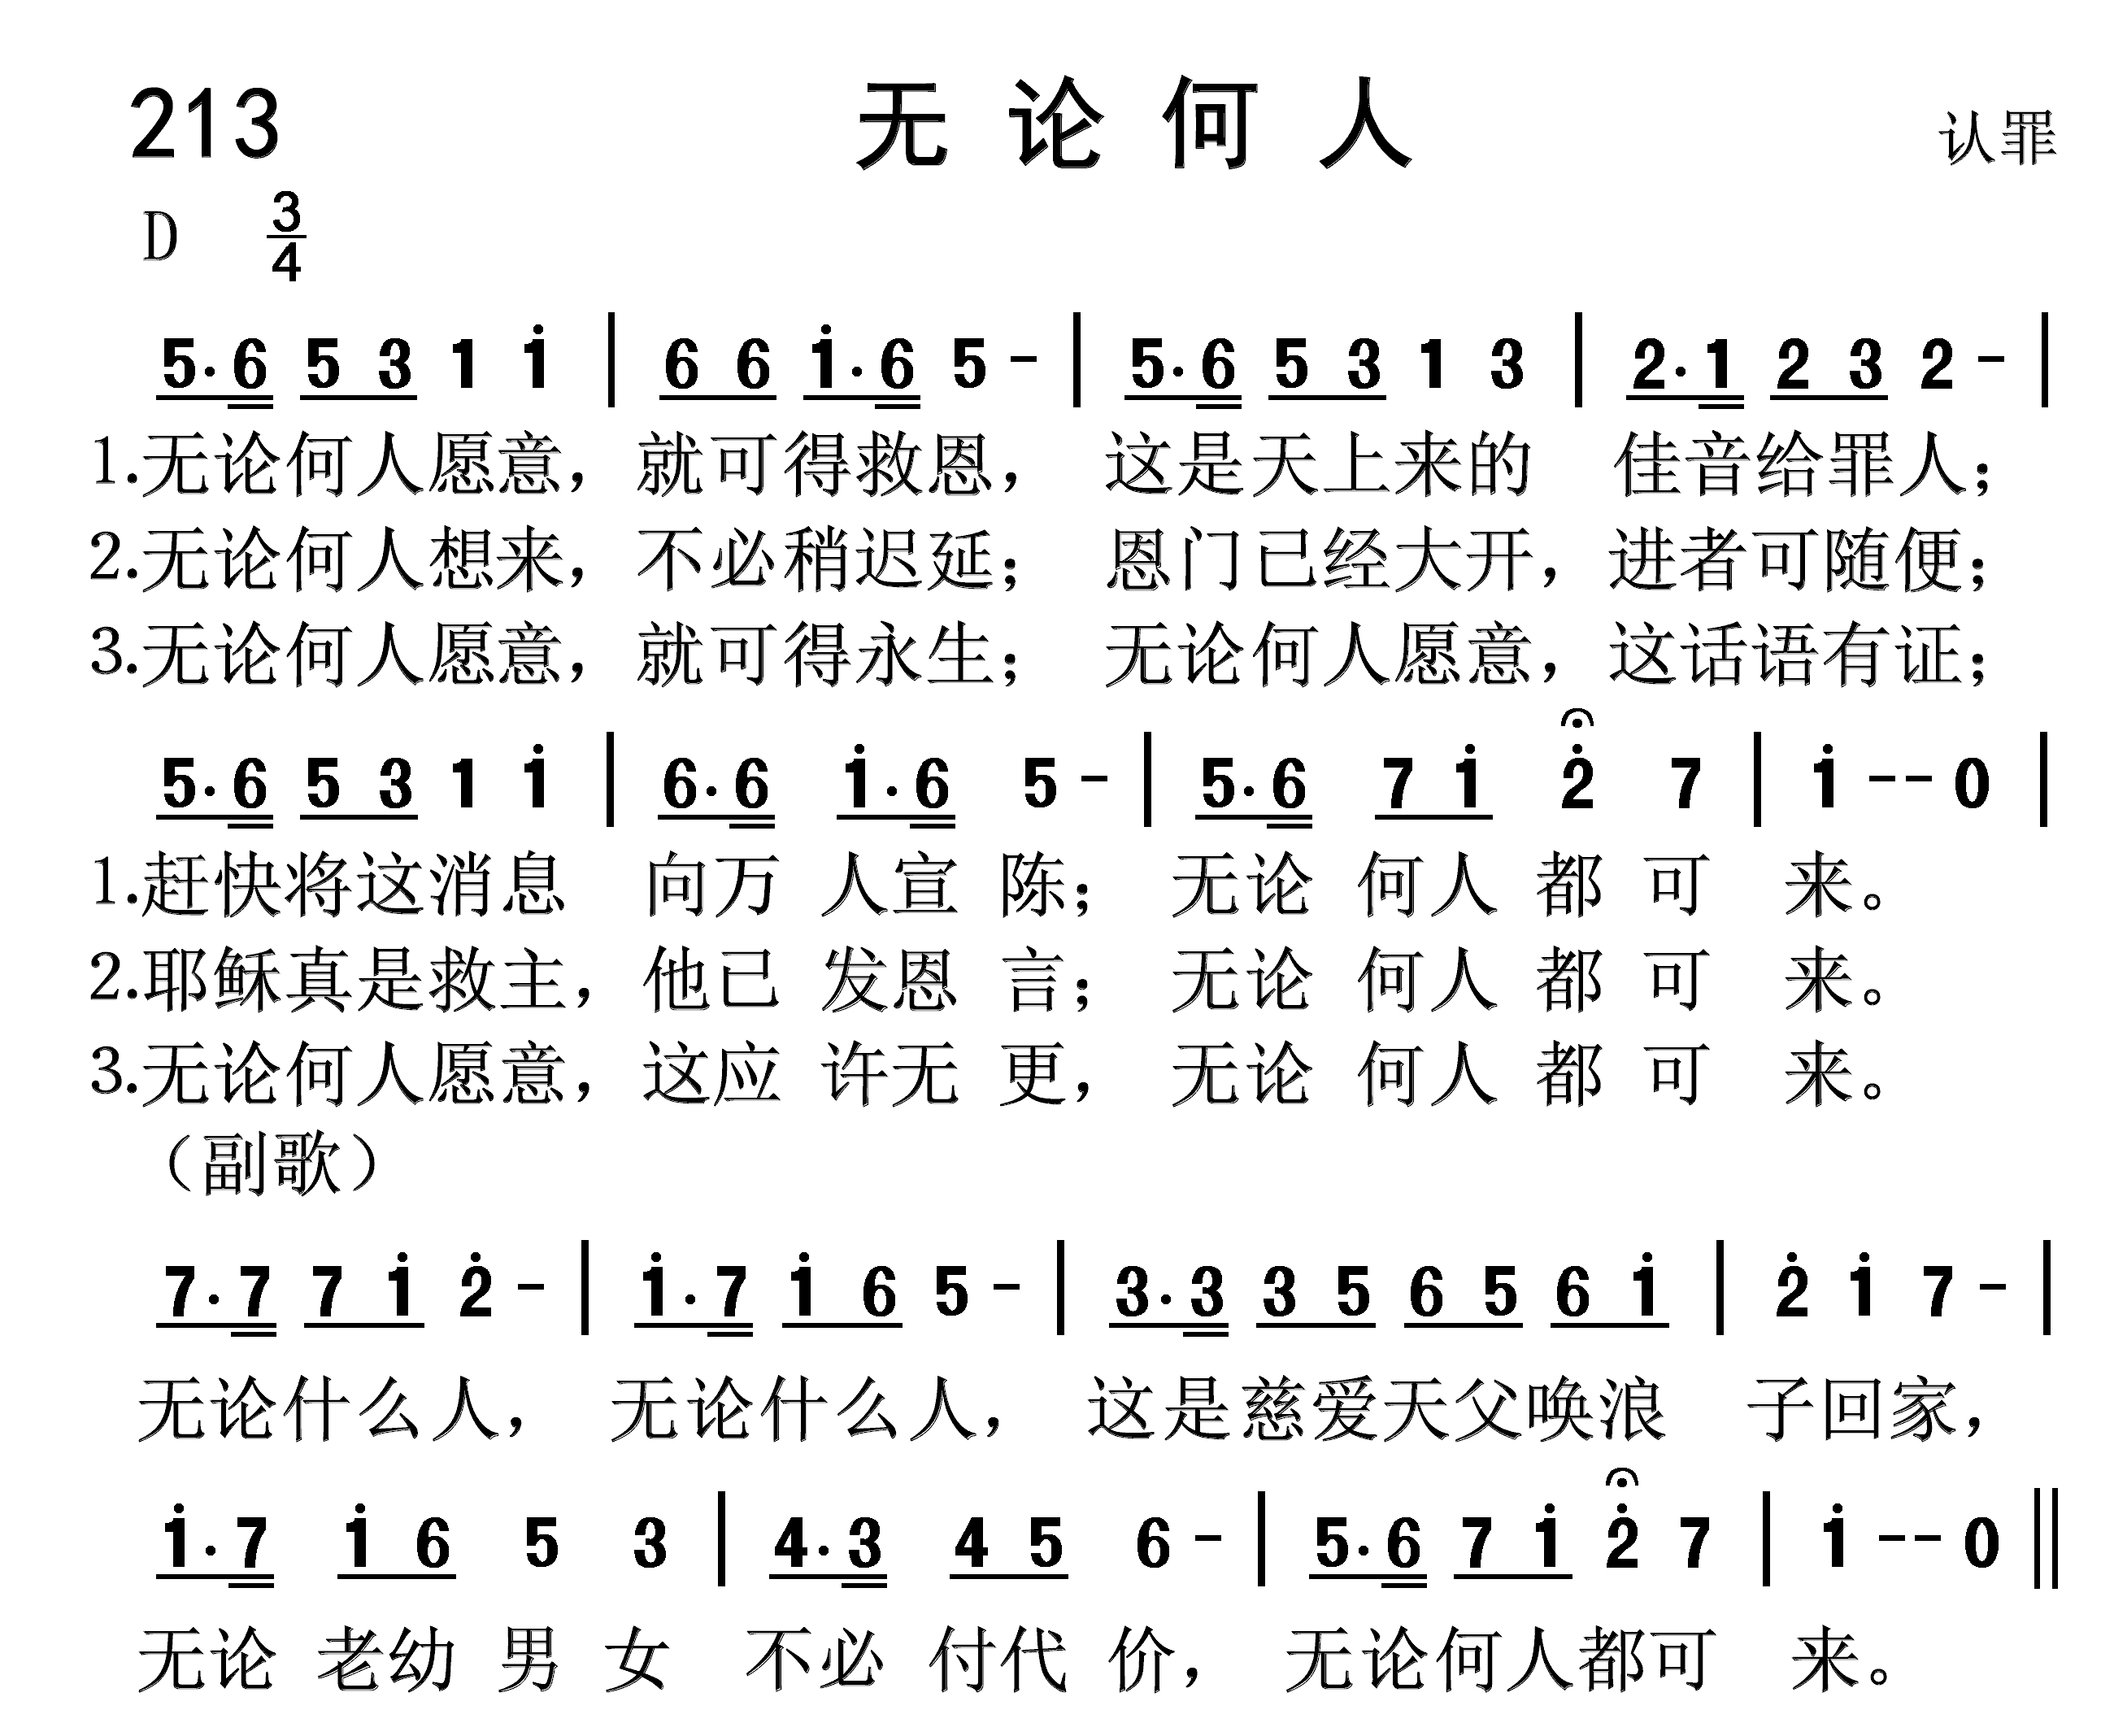 213 无论何人 认罪
D 3/4
5·6 5 3 1 i | 6 6 i·6 5 - | 5·6 5 3 1 3 | 2·1 2 3 2 - |
1.无论何人愿意，就可得救恩， 这是天上来的 佳音给罪人；
2.无论何人想来，不必稍迟延； 恩门已经大开，进者可随便；
3.无论何人愿意，就可得永生； 无论何人愿意，这话语有证；
5·6 5 3 1 i | 6·6 i·6 5 - | 5·6 7 i 2̇ 7 | i - - 0 |
1.赶快将这消息 向万 人宣 陈； 无论 何人 都 可 来。
2.耶稣真是救主，他已 发恩 言； 无论 何人 都 可 来。
3.无论何人愿意，这应 许无 更， 无论 何人 都 可 来。
（副歌）
7·7 7 i 2̇ - | i·7 i 6 5 - | 3·3 3 5 6 5 6 i | 2̇ i 7 - |
无论什么人， 无论什么人， 这是慈爱天父唤浪 子回家，
i·7 i 6 5 3 | 4·3 4 5 6 - | 5·6 7 i 2̇ 7 | i - - 0 ||
无论 老幼 男 女 不必 付代 价， 无论何人都可 来。